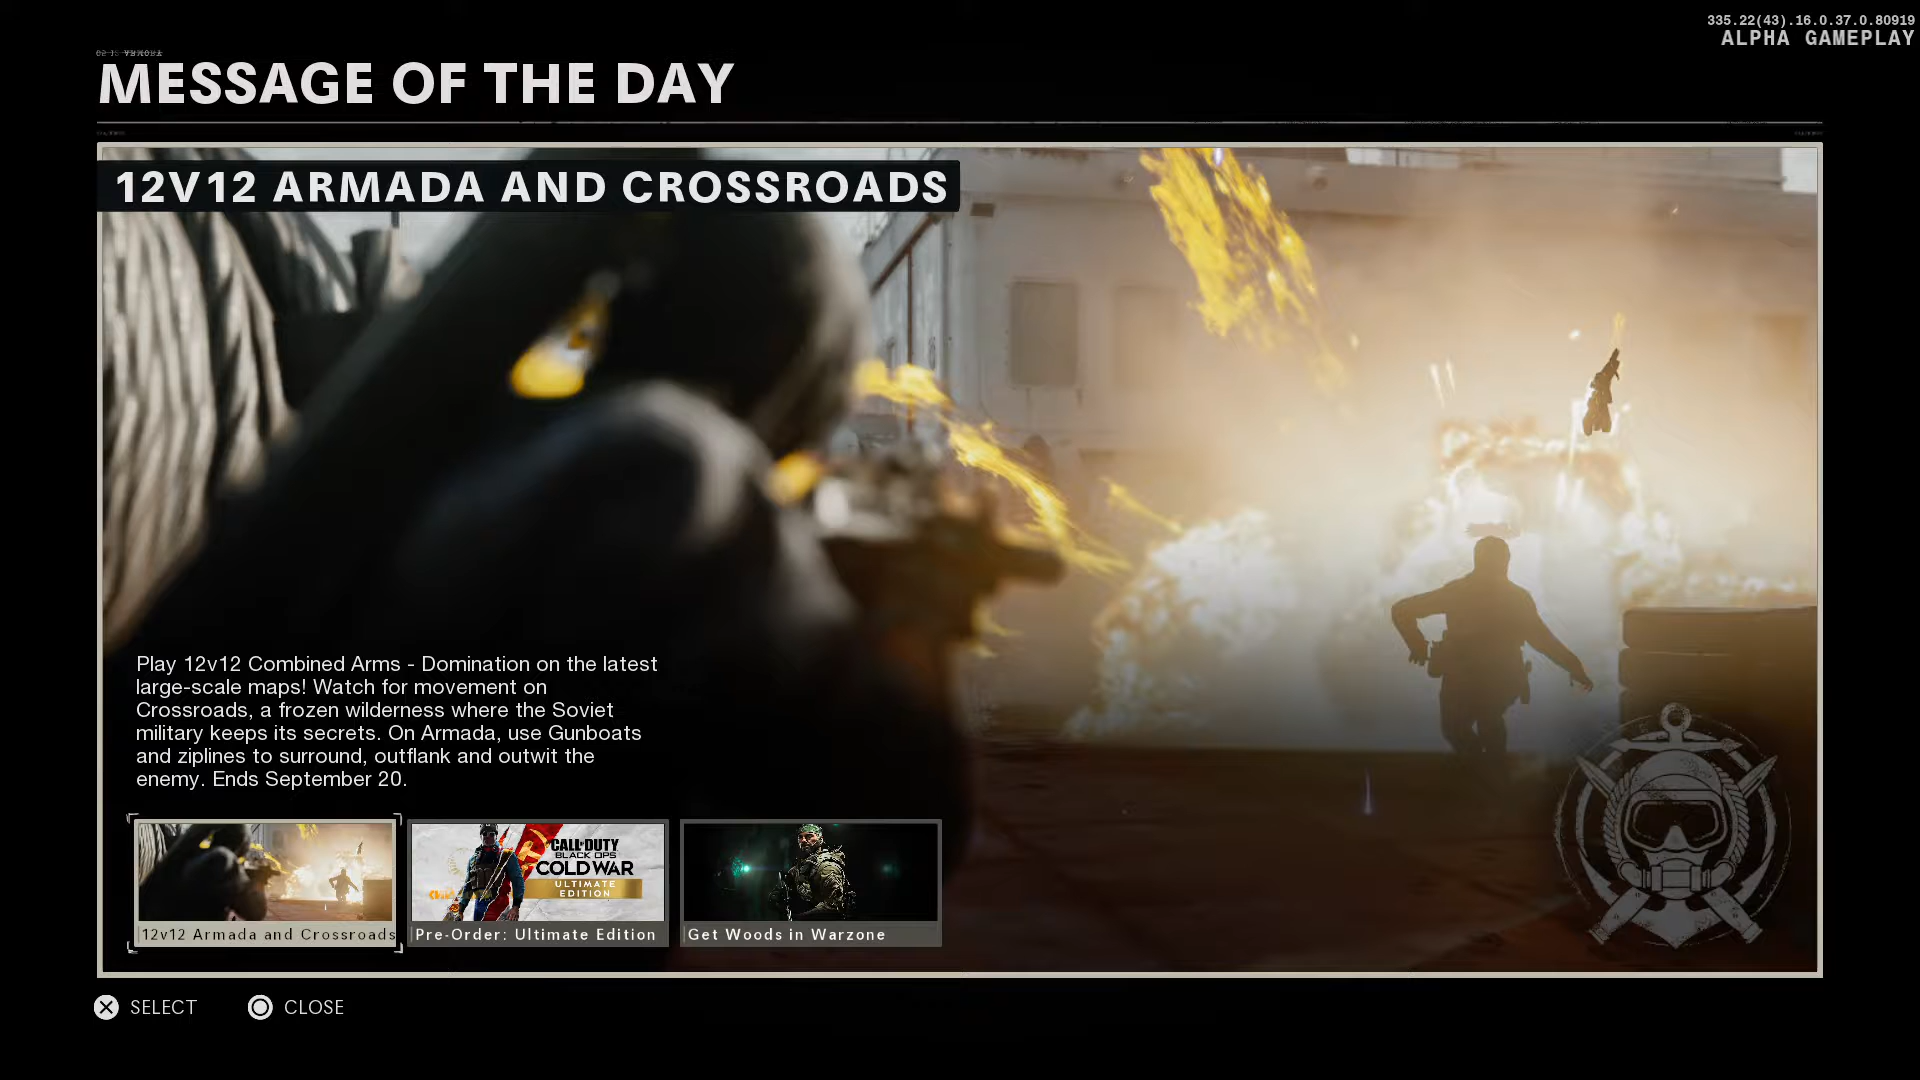 335.22(43).16.0.37.0.80919
ALPHA GAMEPLAY
MESSAGE OF THE DAY
12V12 ARMADA AND CROSSROADS
Play 12v12 Combined Arms - Domination on the latest
large-scale maps! Watch for movement on
Crossroads, a frozen wilderness where the Soviet
military keeps its secrets. On Armada, use Gunboats
and ziplines to surround, outflank and outwit the
enemy. Ends September 20.
CALL OF DUTY
BLACK OPS
COLD WAR
ULTIMATE
EDITION
12v12 Armada and Crossroads
Pre-Order: Ultimate Edition
Get Woods in Warzone
SELECT
CLOSE